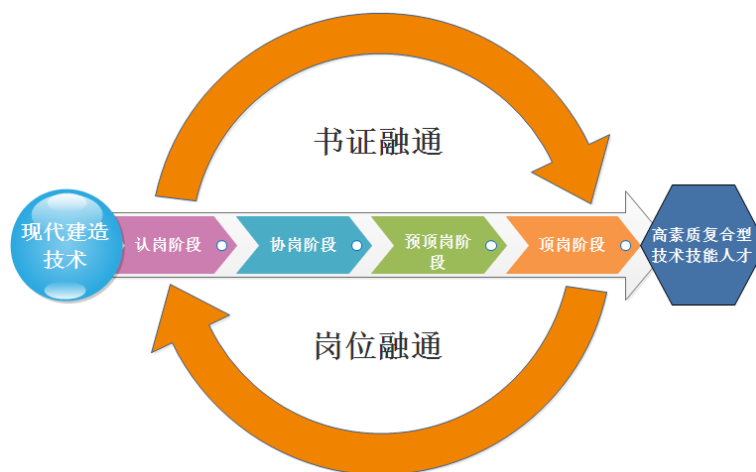 书证融通
现代建造
技术
认岗阶段
协岗阶段
预顶岗阶
段
顶岗阶段
高素质复合型
技术技能人才
岗位融通